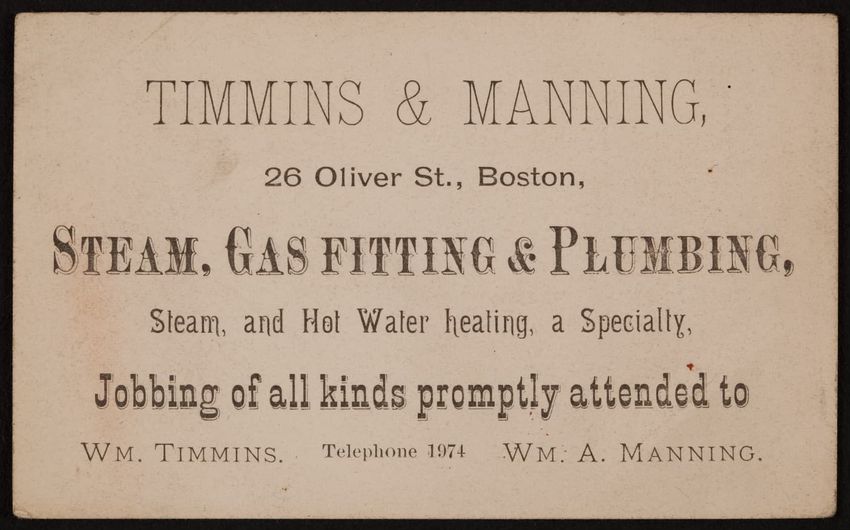 TIMMINS & MANNING,
26 Oliver St., Boston,
STEAM, GAS FITTING & PLUMBING,
Steam, and Hot Water heating, a Specialty,
Jobbing of all kinds promptly attended to
WM. TIMMINS. Telephone 1974 WM. A. MANNING.